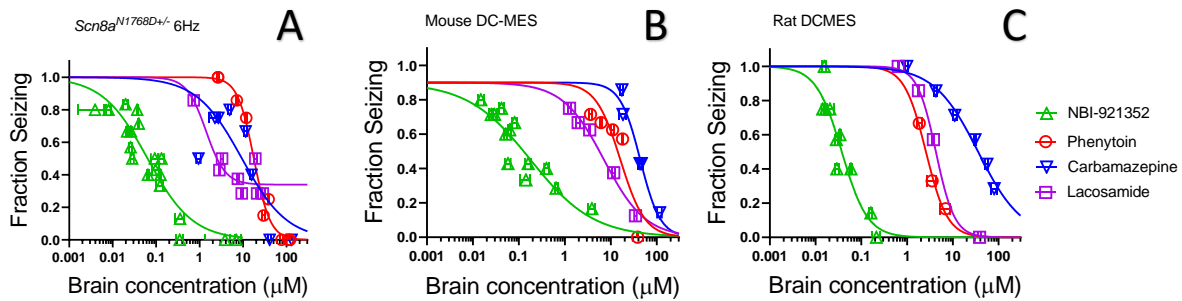 Scn8a^N1768D+/- 6Hz
A
Fraction Seizing
1.0
0.8
0.6
0.4
0.2
0.0
0.001
0.01
0.1
1
10
100
Brain concentration (μM)
Mouse DC-MES
B
Fraction Seizing
1.0
0.8
0.6
0.4
0.2
0.0
0.001
0.01
0.1
1
10
100
Brain concentration (μM)
Rat DCMES
C
Fraction Seizing
1.0
0.8
0.6
0.4
0.2
0.0
0.001
0.01
0.1
1
10
100
Brain concentration (μM)
NBI-921352
Phenytoin
Carbamazepine
Lacosamide